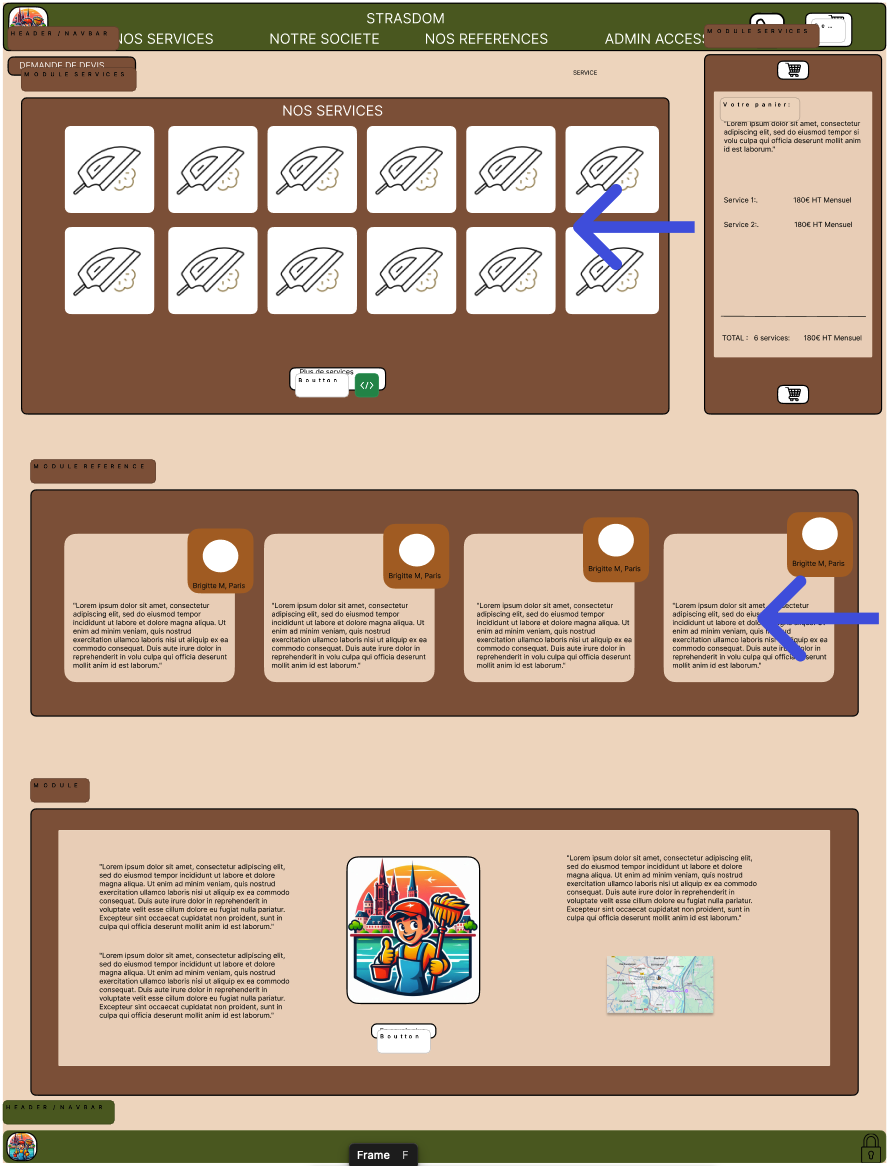 STRASDOM
HEADER/NAVBAR
NOS SERVICES
NOTRE SOCIETE
NOS REFERENCES
ADMIN ACCESS
MODULE SERVICES
DEMANDE DE DEVIS
MODULE SERVICES
SERVICE
NOS SERVICES
Plus de services
Boutton
</>
Votre panier:
"Lorem ipsum dolor sit amet, consectetur
adipiscing elit, sed do eiusmod tempor si
volu culpa qui officia deserunt mollit anim
id est laborum."
Service 1:. 180€ HT Mensuel
Service 2:. 180€ HT Mensuel
TOTAL : 6 services: 180€ HT Mensuel
MODULE REFERENCE
Brigitte M, Paris
"Lorem ipsum dolor sit amet, consectetur
adipiscing elit, sed do eiusmod tempor
incididunt ut labore et dolore magna aliqua. Ut
enim ad minim veniam, quis nostrud
exercitation ullamco laboris nisi ut aliquip ex ea
commodo consequat. Duis aute irure dolor in
reprehenderit in volu culpa qui officia deserunt
mollit anim id est laborum."
Brigitte M, Paris
"Lorem ipsum dolor sit amet, consectetur
adipiscing elit, sed do eiusmod tempor
incididunt ut labore et dolore magna aliqua. Ut
enim ad minim veniam, quis nostrud
exercitation ullamco laboris nisi ut aliquip ex ea
commodo consequat. Duis aute irure dolor in
reprehenderit in volu culpa qui officia deserunt
mollit anim id est laborum."
Brigitte M, Paris
"Lorem ipsum dolor sit amet, consectetur
adipiscing elit, sed do eiusmod tempor
incididunt ut labore et dolore magna aliqua. Ut
enim ad minim veniam, quis nostrud
exercitation ullamco laboris nisi ut aliquip ex ea
commodo consequat. Duis aute irure dolor in
reprehenderit in volu culpa qui officia deserunt
mollit anim id est laborum."
Brigitte M, Paris
"Lorem ipsum dolor sit amet, consectetur
adipiscing elit, sed do eiusmod tempor
incididunt ut labore et dolore magna aliqua. Ut
enim ad minim veniam, quis nostrud
exercitation ullamco laboris nisi ut aliquip ex ea
commodo consequat. Duis aute irure dolor in
reprehenderit in volu culpa qui officia deserunt
mollit anim id est laborum."
MODULE
"Lorem ipsum dolor sit amet, consectetur adipiscing elit,
sed do eiusmod tempor incididunt ut labore et dolore
magna aliqua. Ut enim ad minim veniam, quis nostrud
exercitation ullamco laboris nisi ut aliquip ex ea commodo
consequat. Duis aute irure dolor in reprehenderit in
voluptate velit esse cillum dolore eu fugiat nulla pariatur.
Excepteur sint occaecat cupidatat non proident, sunt in
culpa qui officia deserunt mollit anim id est laborum."
"Lorem ipsum dolor sit amet, consectetur adipiscing elit,
sed do eiusmod tempor incididunt ut labore et dolore
magna aliqua. Ut enim ad minim veniam, quis nostrud
exercitation ullamco laboris nisi ut aliquip ex ea commodo
consequat. Duis aute irure dolor in reprehenderit in
voluptate velit esse cillum dolore eu fugiat nulla pariatur.
Excepteur sint occaecat cupidatat non proident, sunt in
culpa qui officia deserunt mollit anim id est laborum."
Boutton
"Lorem ipsum dolor sit amet, consectetur adipiscing elit,
sed do eiusmod tempor incididunt ut labore et dolore
magna aliqua. Ut enim ad minim veniam, quis nostrud
exercitation ullamco laboris nisi ut aliquip ex ea commodo
consequat. Duis aute irure dolor in reprehenderit in
voluptate velit esse cillum dolore eu fugiat nulla pariatur.
Excepteur sint occaecat cupidatat non proident, sunt in
culpa qui officia deserunt mollit anim id est laborum."
HEADER/NAVBAR
Frame F